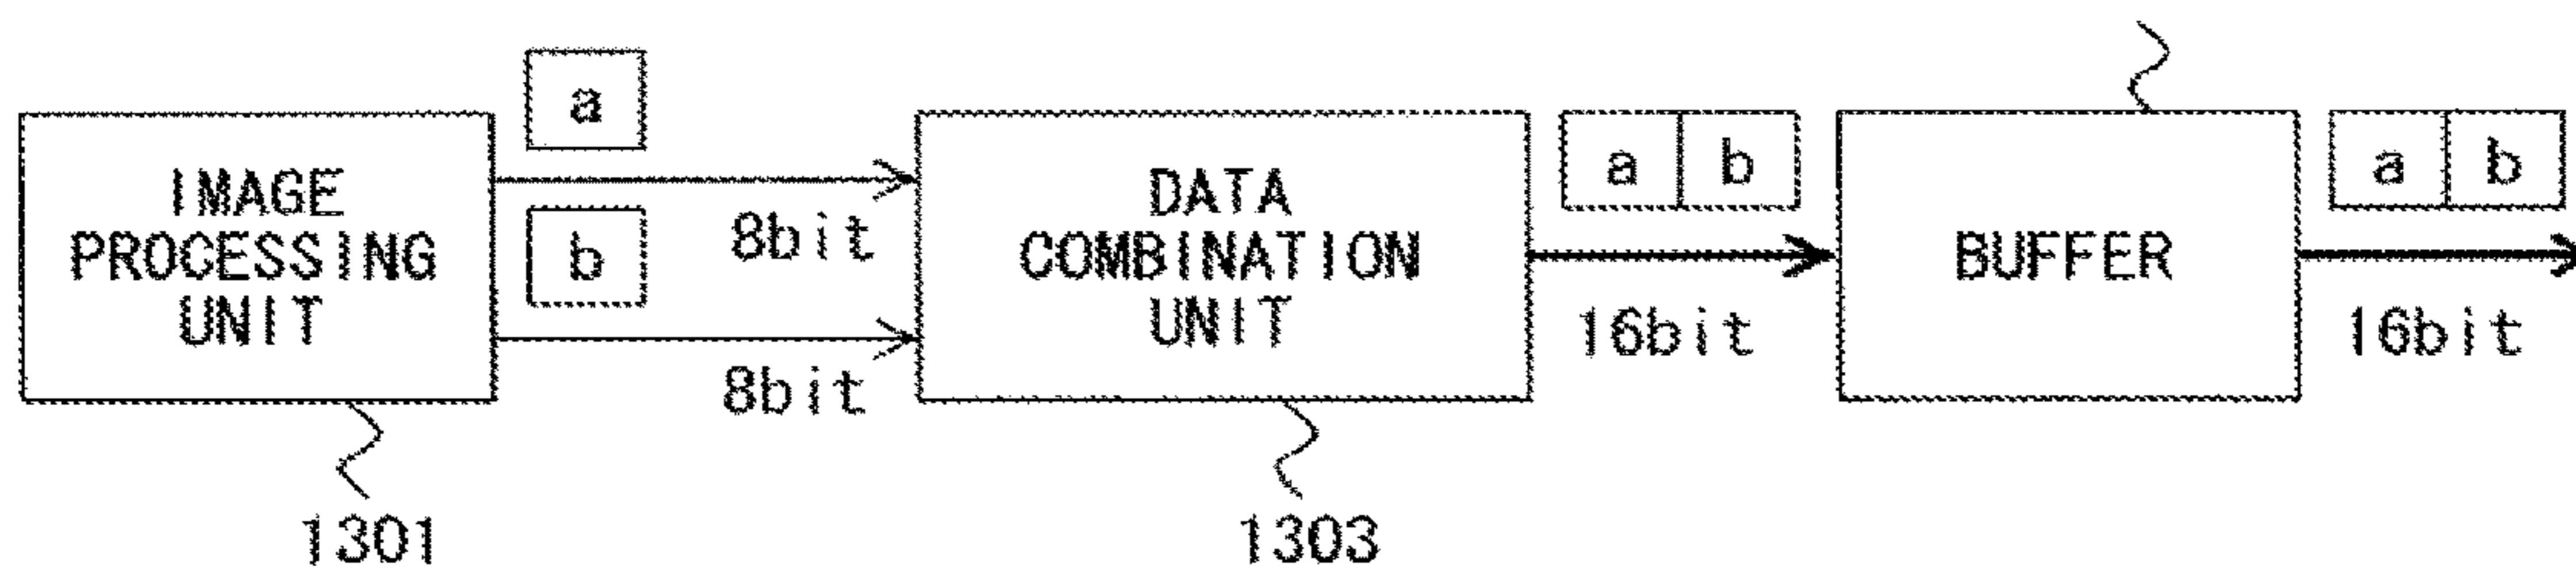 a
IMAGE
PROCESSING
UNIT
8bit
b
8bit
1301
DATA
COMBINATION
UNIT
1303
a b
16bit
BUFFER
a b
16bit